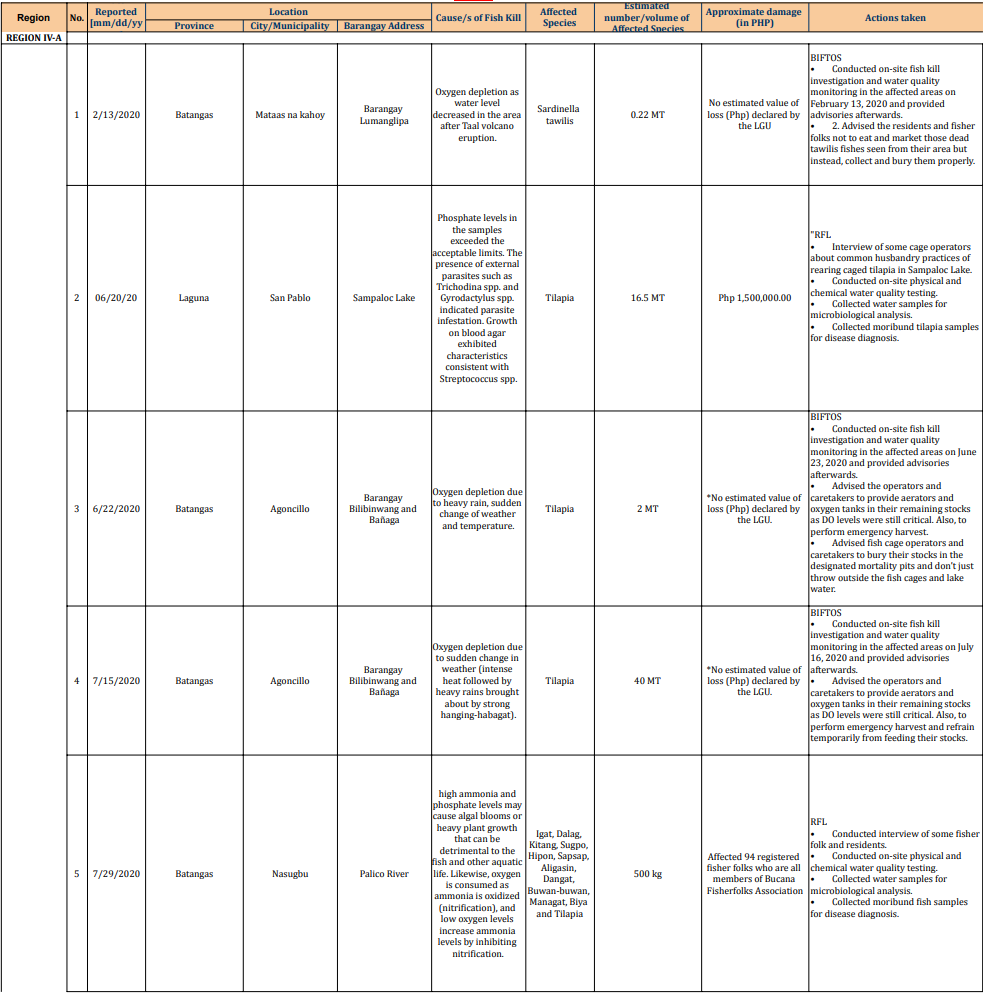 Region
No.
Reported
[mm/dd/yy
Location
Province
City/Municipality
Barangay Address
Cause/s of Fish Kill
Affected
Species
Estimated
number/volume of
Affected Species
Approximate damage
(in PHP)
Actions taken
REGION IV-A
1
2/13/2020
Batangas
Mataas na kahoy
Barangay
Lumanglipa
Oxygen depletion as
water level
decreased in the area
after Taal volcano
eruption.
Sardinella
tawilis
0.22 MT
No estimated value of
loss (Php) declared by
the LGU
BIFTOS
• Conducted on-site fish kill
investigation and water quality
monitoring in the affected areas on
February 13, 2020 and provided
advisories afterwards.
• 2. Advised the residents and fisher
folks not to eat and market those dead
tawilis fishes seen from their area but
instead, collect and bury them properly.
2
06/20/20
Laguna
San Pablo
Sampaloc Lake
Phosphate levels in
the samples
exceeded the
acceptable limits. The
presence of external
parasites such as
Trichodina spp. and
Gyrodactylus spp.
indicated parasite
infestation. Growth
on blood agar
exhibited
characteristics
consistent with
Streptococcus spp.
Tilapia
16.5 MT
Php 1,500,000.00
"RFL
• Interview of some cage operators
about common husbandry practices of
rearing caged tilapia in Sampaloc Lake.
• Conducted on-site physical and
chemical water quality testing.
• Collected water samples for
microbiological analysis.
• Collected moribund tilapia samples
for disease diagnosis.
3
6/22/2020
Batangas
Agoncillo
Barangay
Bilibinwang and
Bañaga
Oxygen depletion due
to heavy rain, sudden
change of weather
and temperature.
Tilapia
2 MT
*No estimated value of
loss (Php) declared by
the LGU.
BIFTOS
• Conducted on-site fish kill
investigation and water quality
monitoring in the affected areas on June
23, 2020 and provided advisories
afterwards.
• Advised the operators and
caretakers to provide aerators and
oxygen tanks in their remaining stocks
as DO levels were still critical. Also, to
perform emergency harvest.
• Advised fish cage operators and
caretakers to bury their stocks in the
designated mortality pits and don't just
throw outside the fish cages and lake
water.
4
7/15/2020
Batangas
Agoncillo
Barangay
Bilibinwang and
Bañaga
Oxygen depletion due
to sudden change in
weather (intense
heat followed by
heavy rains brought
about by strong
hanging-habagat).
Tilapia
40 MT
*No estimated value of
loss (Php) declared by
the LGU.
BIFTOS
• Conducted on-site fish kill
investigation and water quality
monitoring in the affected areas on July
16, 2020 and provided advisories
afterwards.
• Advised the operators and
caretakers to provide aerators and
oxygen tanks in their remaining stocks
as DO levels were still critical. Also, to
perform emergency harvest and refrain
temporarily from feeding their stocks.
5
7/29/2020
Batangas
Nasugbu
Palico River
high ammonia and
phosphate levels may
cause algal blooms or
heavy plant growth
that can be
detrimental to the
fish and other aquatic
life. Likewise, oxygen
is consumed as
ammonia is oxidized
(nitrification), and
low oxygen levels
increase ammonia
levels by inhibiting
nitrification.
Igat, Dalag,
Kitang, Sugpo,
Hipon, Sapsap,
Aligasin,
Dangat,
Buwan-buwan,
Managat, Biya
and Tilapia
500 kg
Affected 94 registered
fisher folks who are all
members of Bucana
Fisherfolks Association
RFL
• Conducted interview of some fisher
folk and residents.
• Conducted on-site physical and
chemical water quality testing.
• Collected water samples for
microbiological analysis.
• Collected moribund fish samples
for disease diagnosis.